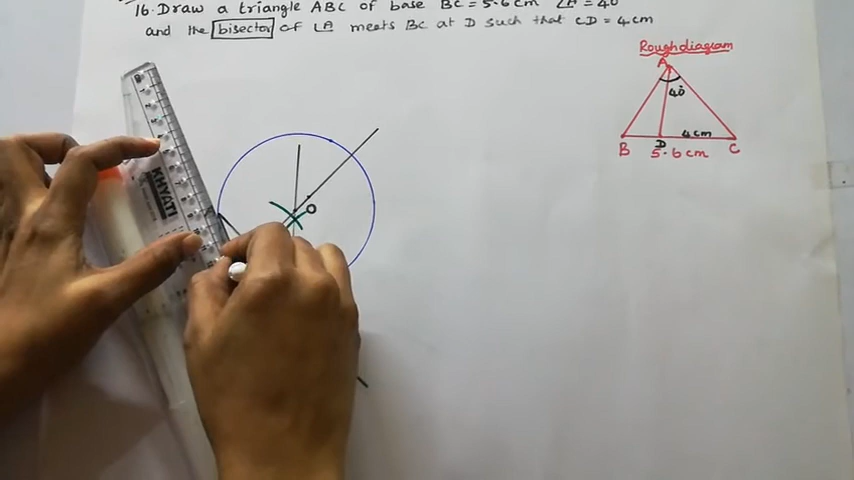 16. Draw a triangle ABC of base BC = 5.6 cm ∠A = 40
and the bisector of ∠A meets BC at D such that CD = 4 cm
Rough diagram
A
40°
4 cm
B D C
5.6 cm
O
KHYATI